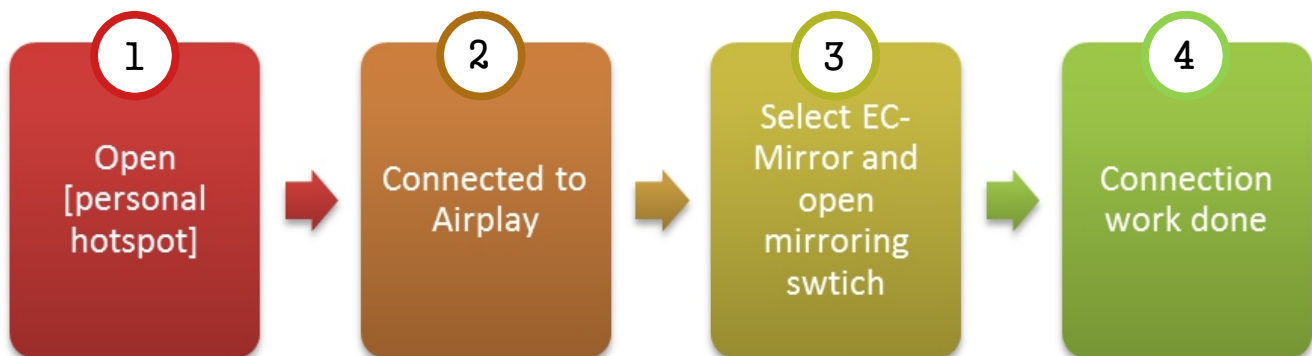 1
Open
[personal
hotspot]
2
Connected to
Airplay
3
Select EC-
Mirror and
open
mirroring
swtich
4
Connection
work done